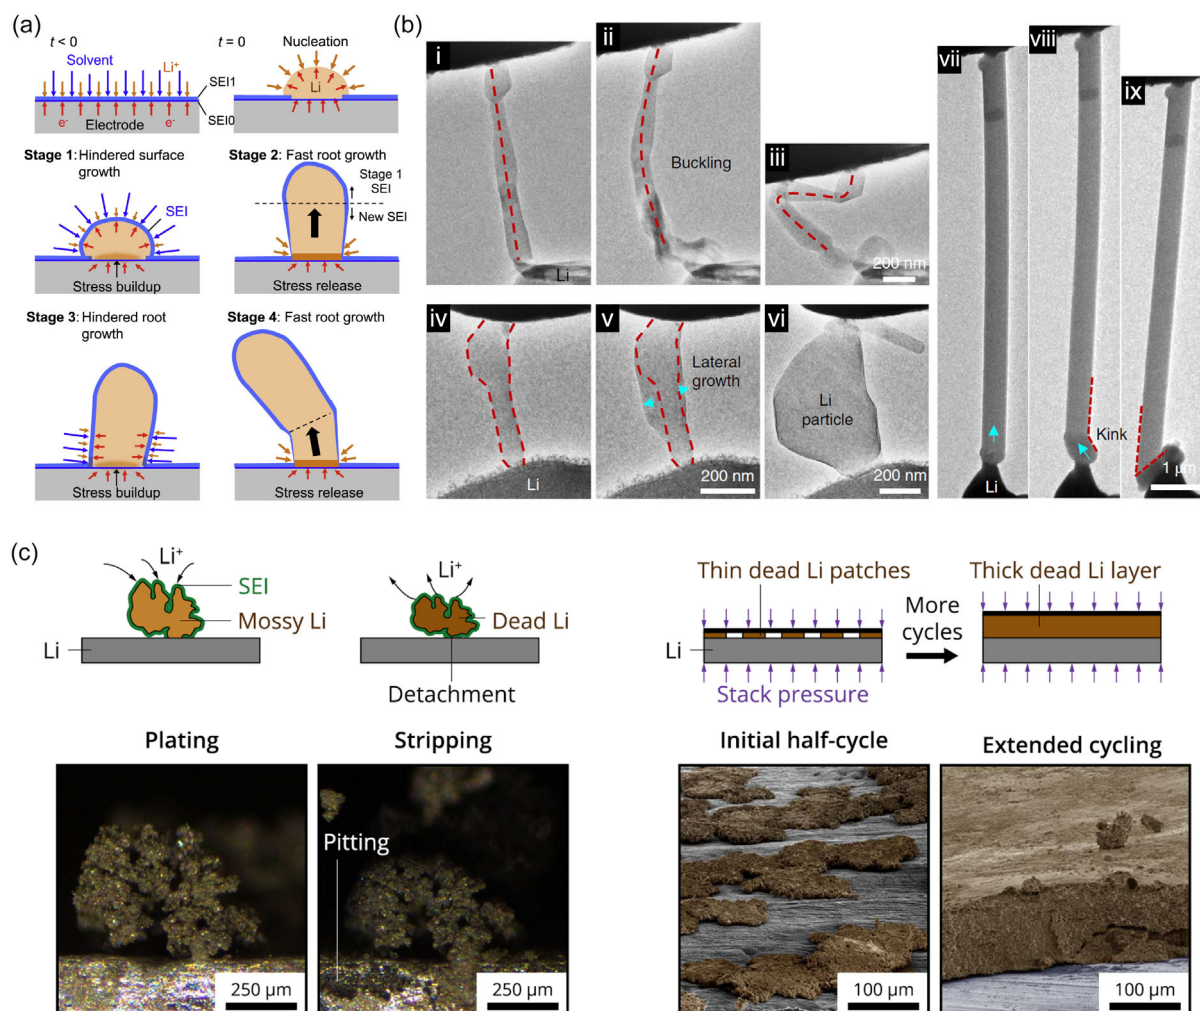 (a)
t < 0
t = 0
Solvent
Li⁺
SEI1
SEI0
e⁻
e⁻
Electrode
Nucleation
Li
Stage 1: Hindered surface
growth
SEI
Stress buildup
Stage 2: Fast root growth
Stage 1
SEI
New SEI
Stress release
Stage 3: Hindered root
growth
Stress buildup
Stage 4: Fast root growth
Stress release
(b)
i
Li
ii
Buckling
iii
200 nm
iv
Li
v
Lateral
growth
200 nm
vi
Li
particle
200 nm
vii
Li
viii
Kink
ix
1 µm
(c)
Li⁺
SEI
Mossy Li
Li
Li⁺
Dead Li
Detachment
Thin dead Li patches
Li
Stack pressure
More
cycles
Thick dead Li layer
Plating
250 µm
Stripping
Pitting
250 µm
Initial half-cycle
100 µm
Extended cycling
100 µm